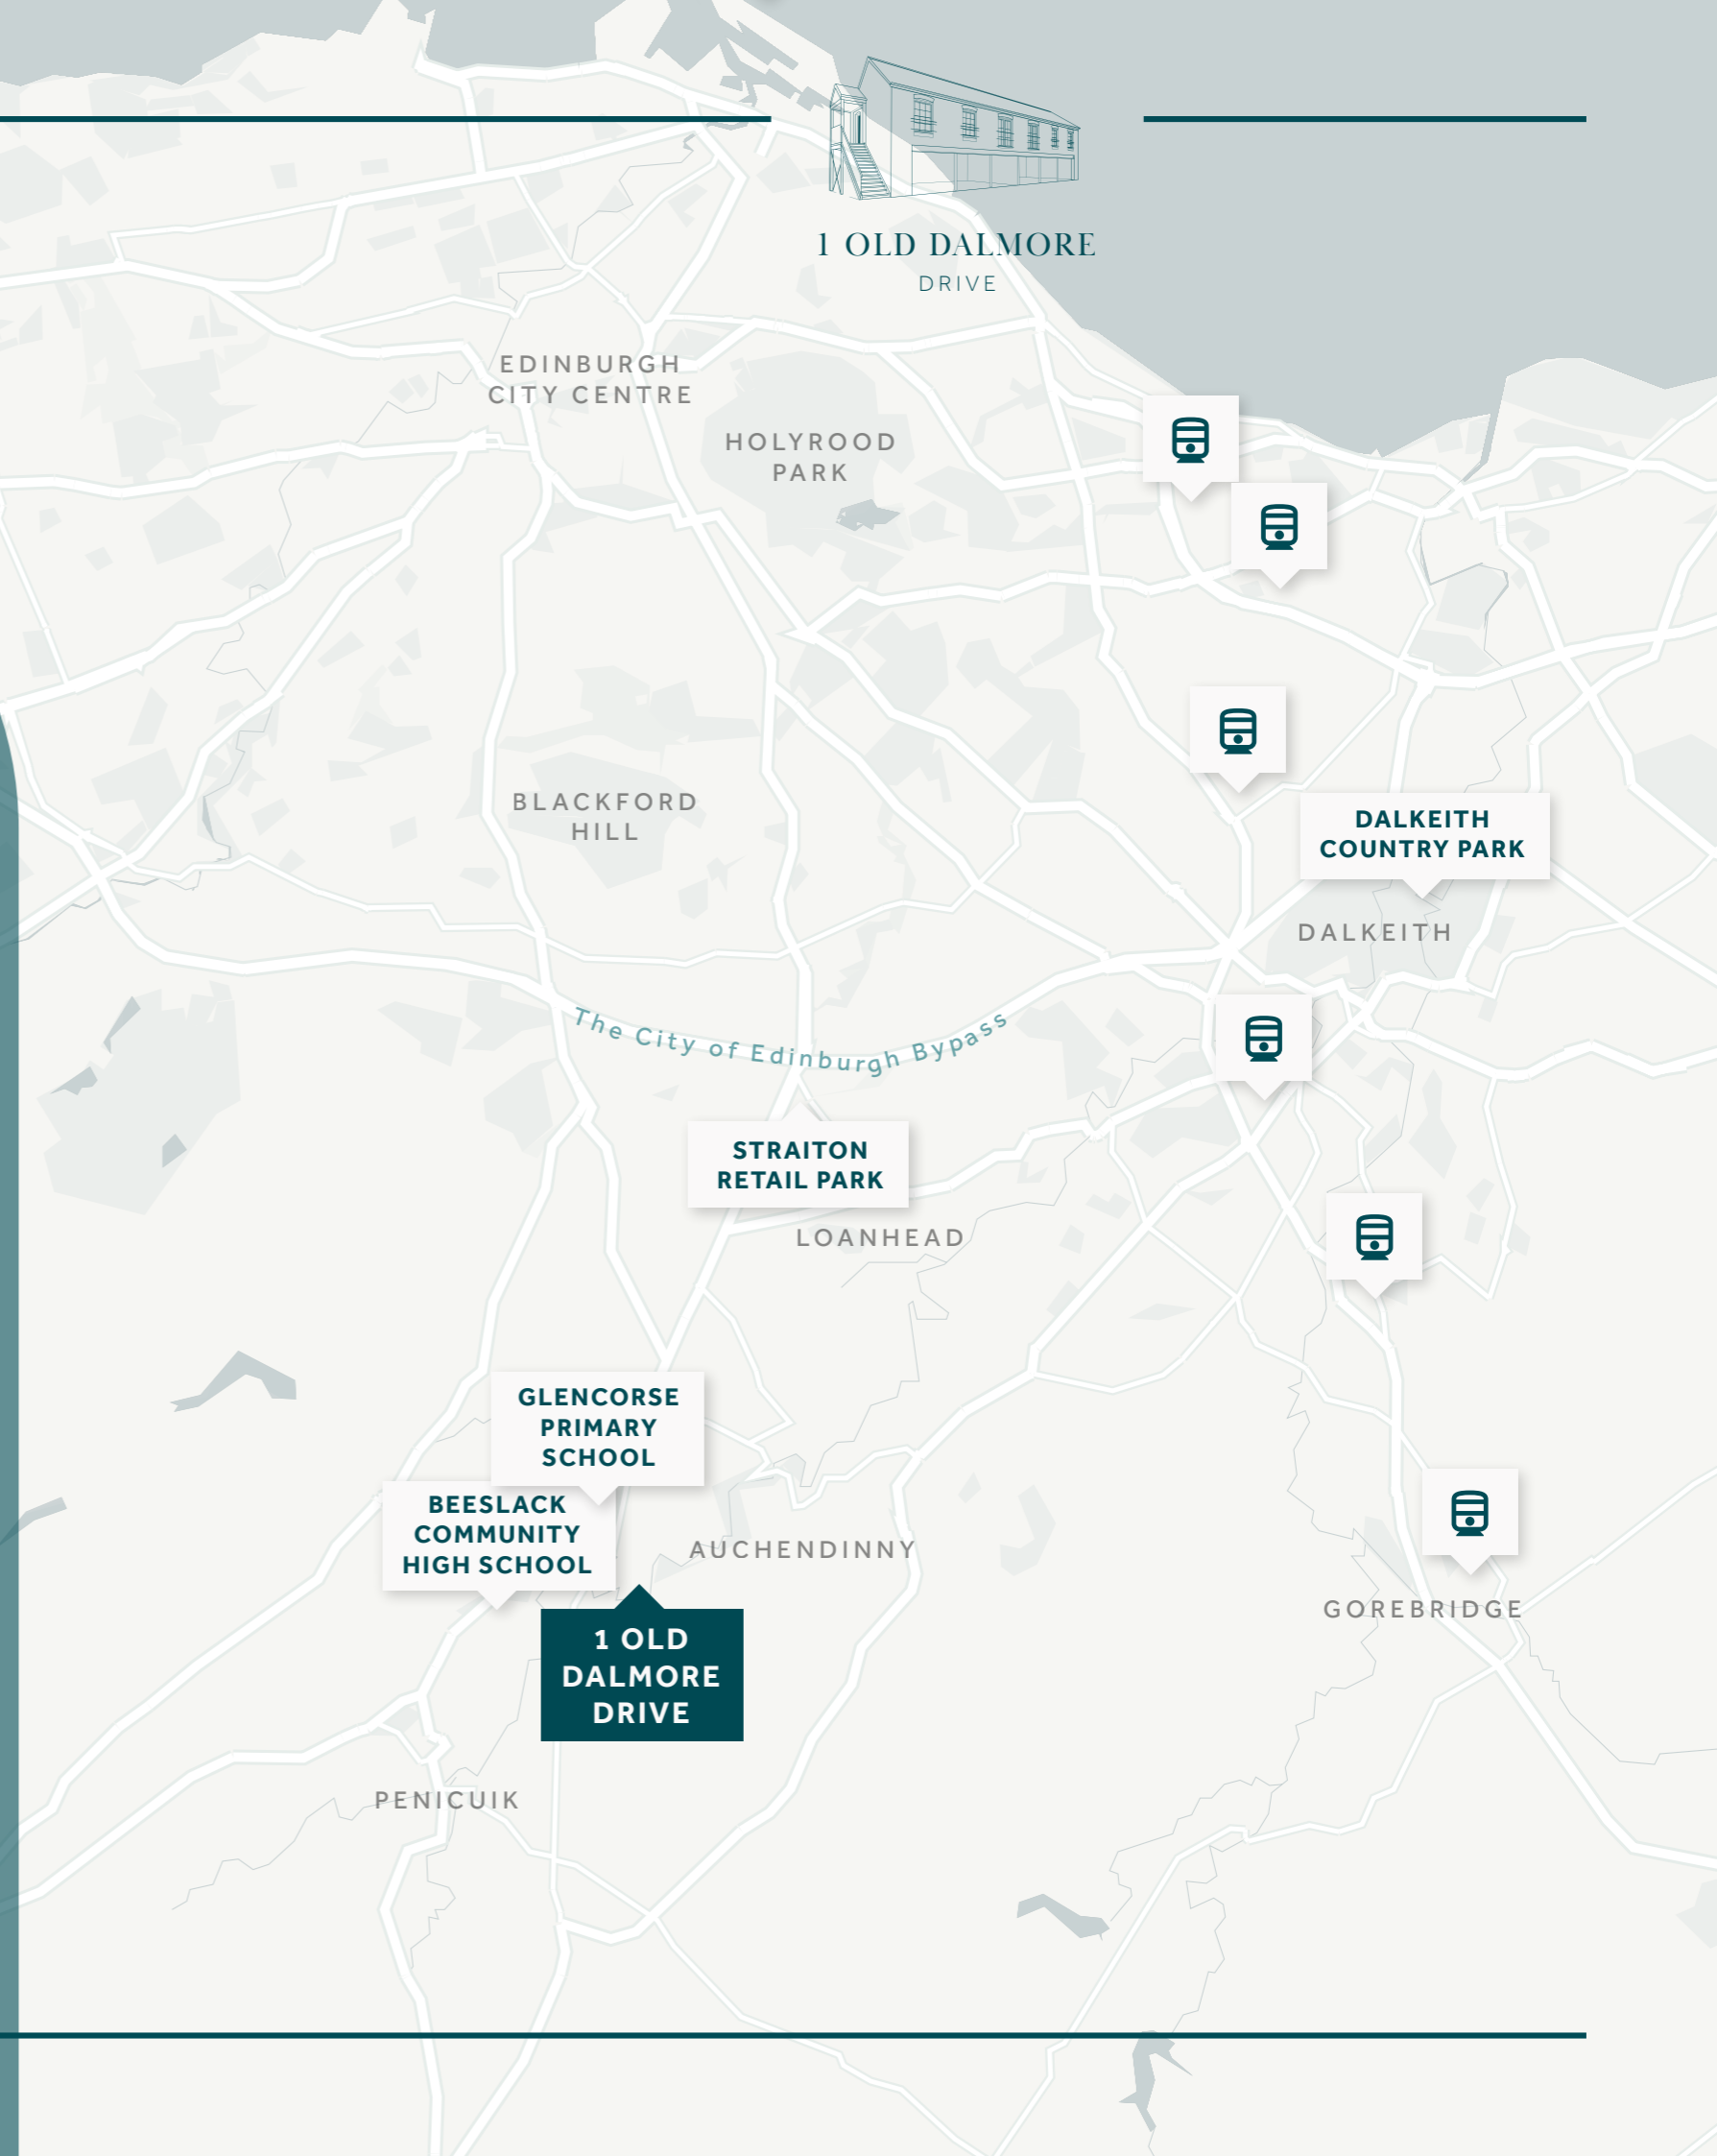 1 OLD DALMORE
DRIVE
EDINBURGH
CITY CENTRE
HOLYROOD
PARK
BLACKFORD
HILL
DALKEITH
COUNTRY PARK
DALKEITH
The City of Edinburgh Bypass
STRAITON
RETAIL PARK
LOANHEAD
GLENCORSE
PRIMARY
SCHOOL
BEESLACK
COMMUNITY
HIGH SCHOOL
AUCHENDINNY
1 OLD
DALMORE
DRIVE
GOREBRIDGE
PENICUIK